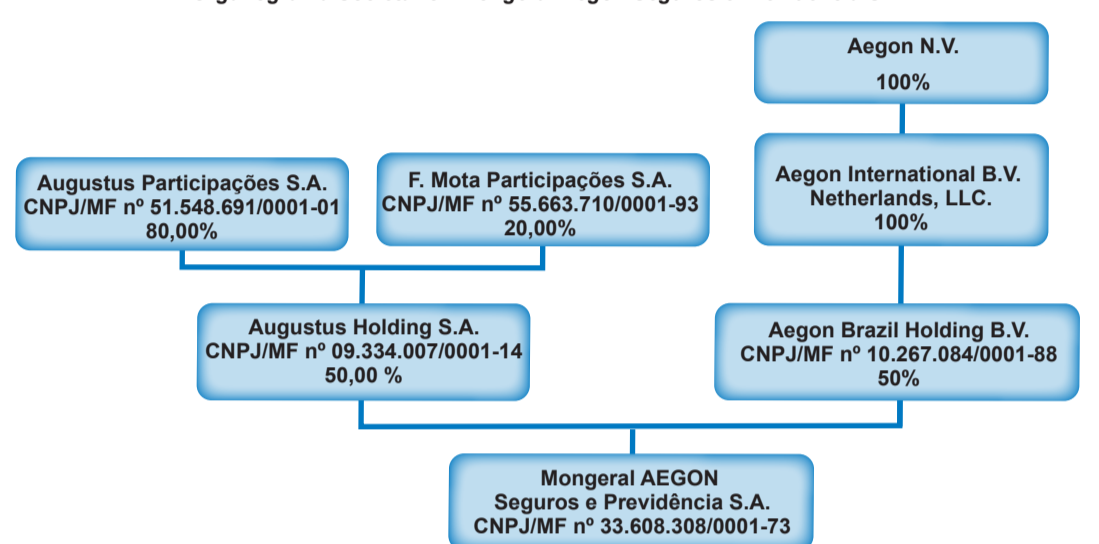 Aegon N.V.
100%
Augustus Participações S.A.
CNPJ/MF nº 51.548.691/0001-01
80,00%
F. Mota Participações S.A.
CNPJ/MF nº 55.663.710/0001-93
20,00%
Aegon International B.V.
Netherlands, LLC.
100%
Augustus Holding S.A.
CNPJ/MF nº 09.334.007/0001-14
50,00 %
Aegon Brazil Holding B.V.
CNPJ/MF nº 10.267.084/0001-88
50%
Mongeral AEGON
Seguros e Previdência S.A.
CNPJ/MF nº 33.608.308/0001-73